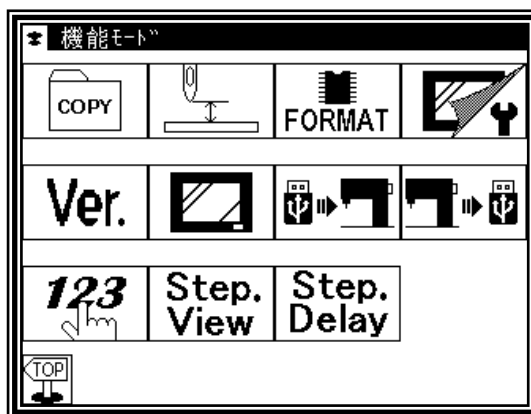 機能ﾓｰﾄﾞ
COPY
FORMAT
Ver.
123
Step.
View
Step.
Delay
TOP